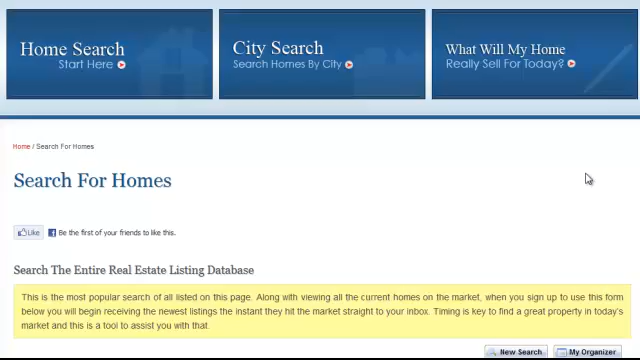 Home Search
Start Here
City Search
Search Homes By City
What Will My Home
Really Sell For Today?
Home / Search For Homes
Search For Homes
Like
Be the first of your friends to like this.
Search The Entire Real Estate Listing Database
This is the most popular search of all listed on this page. Along with viewing all the current homes on the market, when you sign up to use this form
below you will begin receiving the newest listings the instant they hit the market straight to your inbox. Timing is key to find a great property in today's
market and this is a tool to assist you with that.
New Search
My Organizer